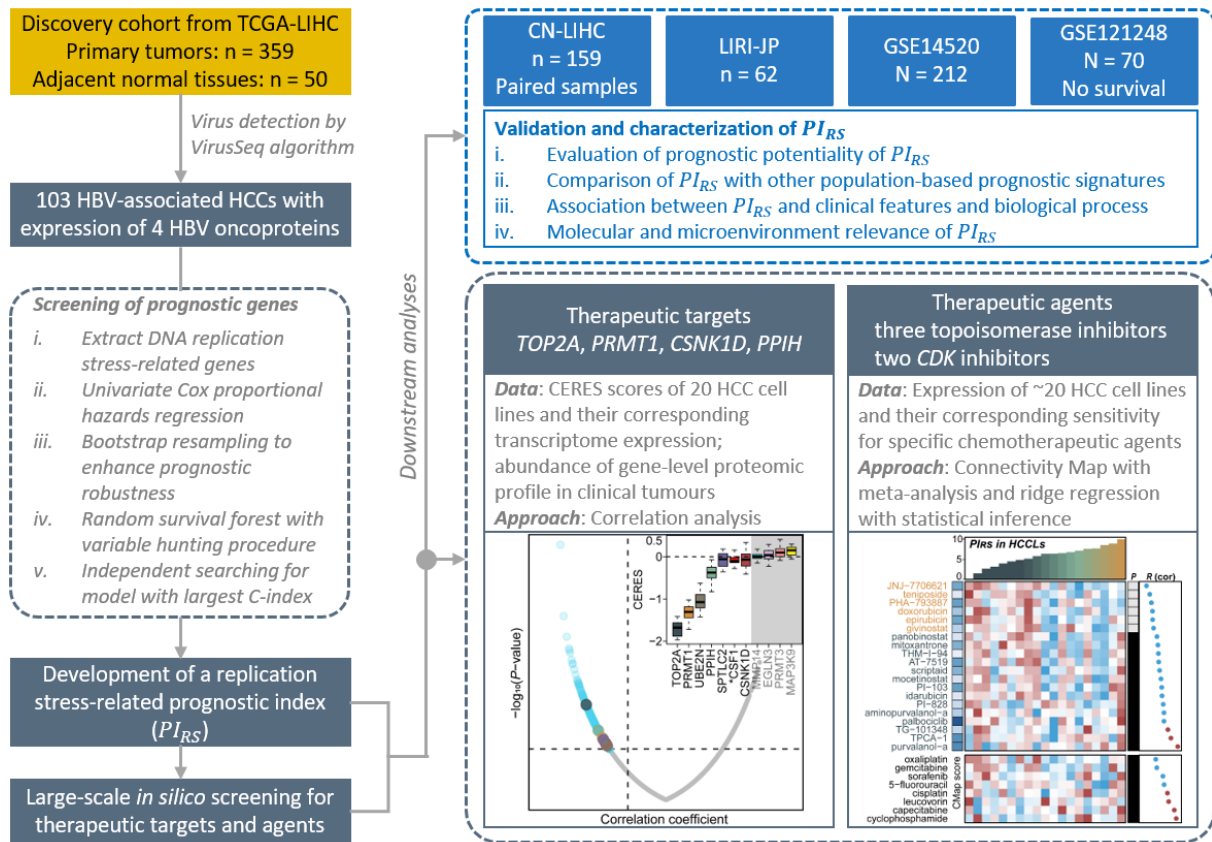 Discovery cohort from TCGA-LIHC
Primary tumors: n = 359
Adjacent normal tissues: n = 50
Virus detection by
VirusSeq algorithm
103 HBV-associated HCCs with
expression of 4 HBV oncoproteins
Screening of prognostic genes
i. Extract DNA replication
stress-related genes
ii. Univariate Cox proportional
hazards regression
iii. Bootstrap resampling to
enhance prognostic
robustness
iv. Random survival forest with
variable hunting procedure
v. Independent searching for
model with largest C-index
Development of a replication
stress-related prognostic index
(PI_RS)
Large-scale in silico screening for
therapeutic targets and agents
Downstream analyses
CN-LIHC
n = 159
Paired samples
LIRI-JP
n = 62
GSE14520
N = 212
GSE121248
N = 70
No survival
Validation and characterization of PI_RS
i. Evaluation of prognostic potentiality of PI_RS
ii. Comparison of PI_RS with other population-based prognostic signatures
iii. Association between PI_RS and clinical features and biological process
iv. Molecular and microenvironment relevance of PI_RS
Therapeutic targets
TOP2A, PRMT1, CSNK1D, PPIH
Data: CERES scores of 20 HCC cell
lines and their corresponding
transcriptome expression;
abundance of gene-level proteomic
profile in clinical tumours
Approach: Correlation analysis
−log₁₀(P-value)
Correlation coefficient
CERES
0.5
0
−1
−2
TOP2A
PRMT1
UBE2N
PPIH
SPTLC2
*CSF1
CSNK1D
MMP14
EGLN3
PRMT3
MAP3K9
Therapeutic agents
three topoisomerase inhibitors
two CDK inhibitors
Data: Expression of ~20 HCC cell lines
and their corresponding sensitivity
for specific chemotherapeutic agents
Approach: Connectivity Map with
meta-analysis and ridge regression
with statistical inference
PIRS in HCCLs
10
5
0
P
R (cor)
JNJ-7706621
teniposide
PHA-793887
doxorubicin
epirubicin
givinostat
panobinostat
mitoxantrone
THM-I-94
AT-7519
scriptaid
mocetinostat
PI-103
idarubicin
PI-828
aminopurvalanol-a
palbociclib
TG-101348
TPCA-1
purvalanol-a
oxaliplatin
gemcitabine
sorafenib
5-fluorouracil
cisplatin
leucovorin
capecitabine
cyclophosphamide
CMap score